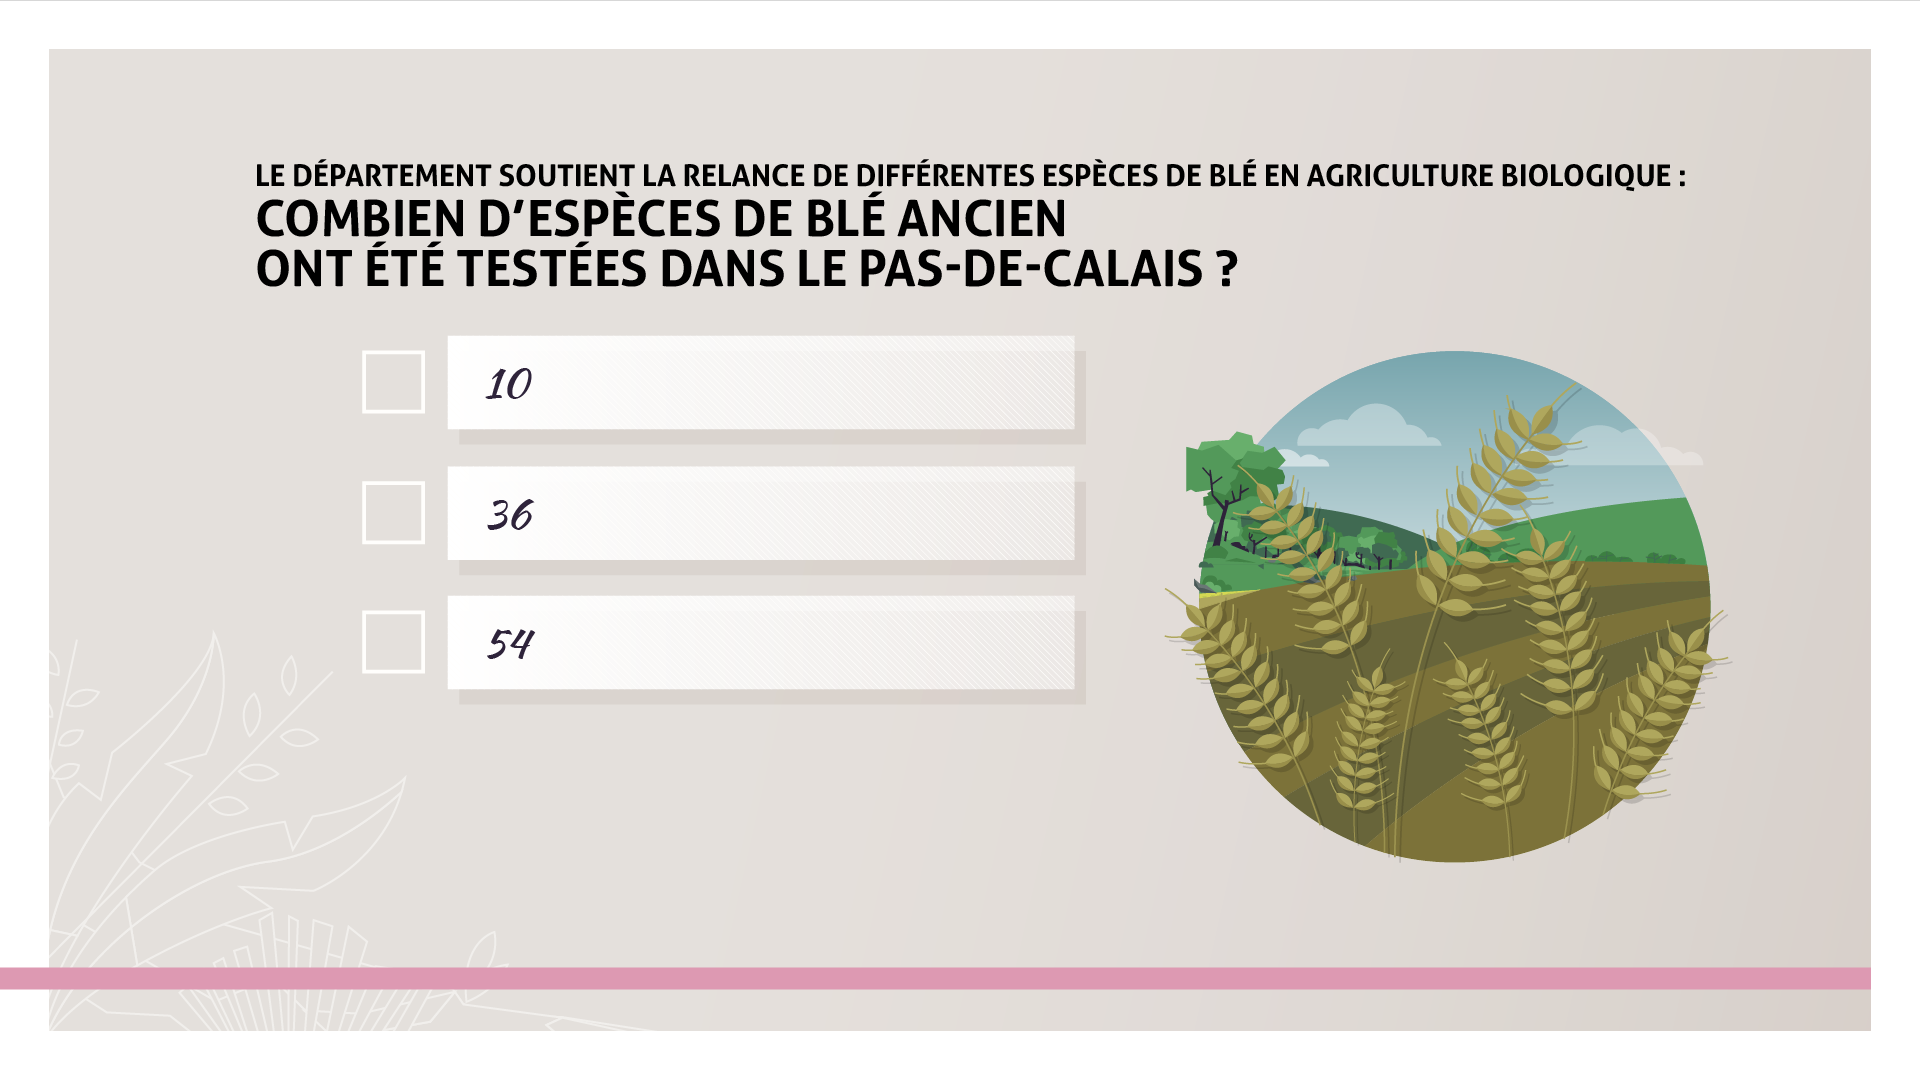 LE DÉPARTEMENT SOUTIENT LA RELANCE DE DIFFÉRENTES ESPÈCES DE BLÉ EN AGRICULTURE BIOLOGIQUE :
COMBIEN D’ESPÈCES DE BLÉ ANCIEN
ONT ÉTÉ TESTÉES DANS LE PAS-DE-CALAIS ?
10
36
54